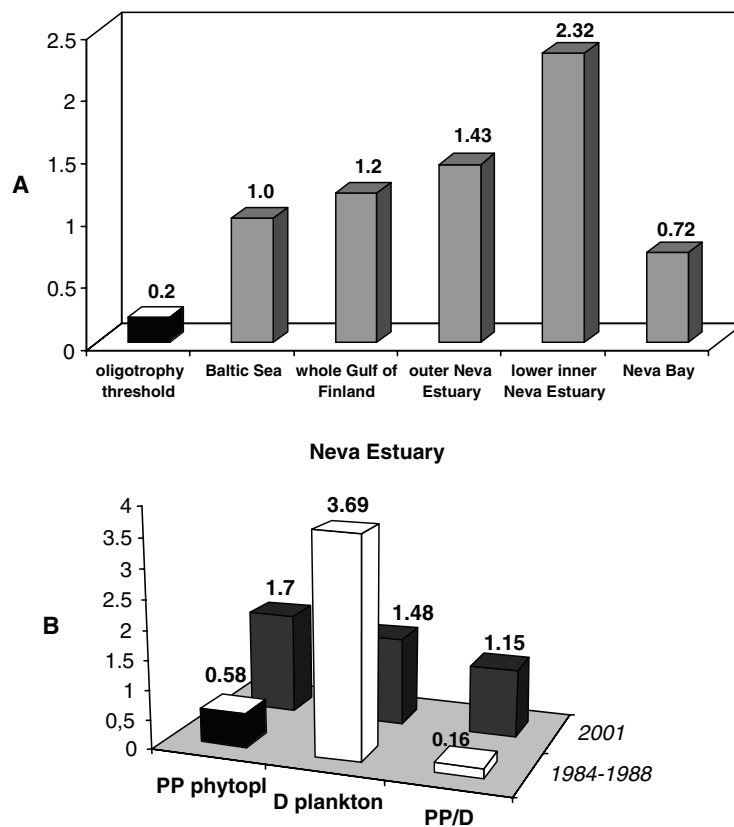 2.5
2
1.5
1
0.5
0
A
0.2
1.0
1.2
1.43
2.32
0.72
oligotrophy threshold
Baltic Sea
whole Gulf of Finland
outer Neva Estuary
lower inner Neva Estuary
Neva Bay
Neva Estuary
B
4
3.5
3
2.5
2
1.5
1
0,5
0
3.69
1.7
1.48
1.15
0.58
0.16
2001
1984-1988
PP phytopl
D plankton
PP/D